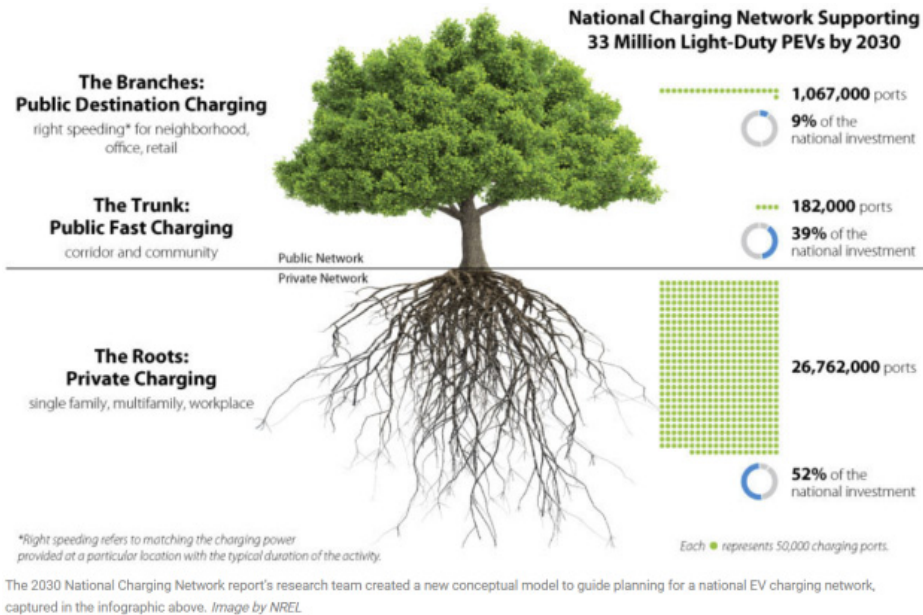 National Charging Network Supporting
33 Million Light-Duty PEVs by 2030
The Branches:
Public Destination Charging
right speeding* for neighborhood,
office, retail
1,067,000 ports
9% of the
national investment
The Trunk:
Public Fast Charging
corridor and community
182,000 ports
39% of the
national investment
Public Network
Private Network
The Roots:
Private Charging
single family, multifamily, workplace
26,762,000 ports
52% of the
national investment
*Right speeding refers to matching the charging power
provided at a particular location with the typical duration of the activity.
Each ● represents 50,000 charging ports.
The 2030 National Charging Network report's research team created a new conceptual model to guide planning for a national EV charging network,
captured in the infographic above. Image by NREL